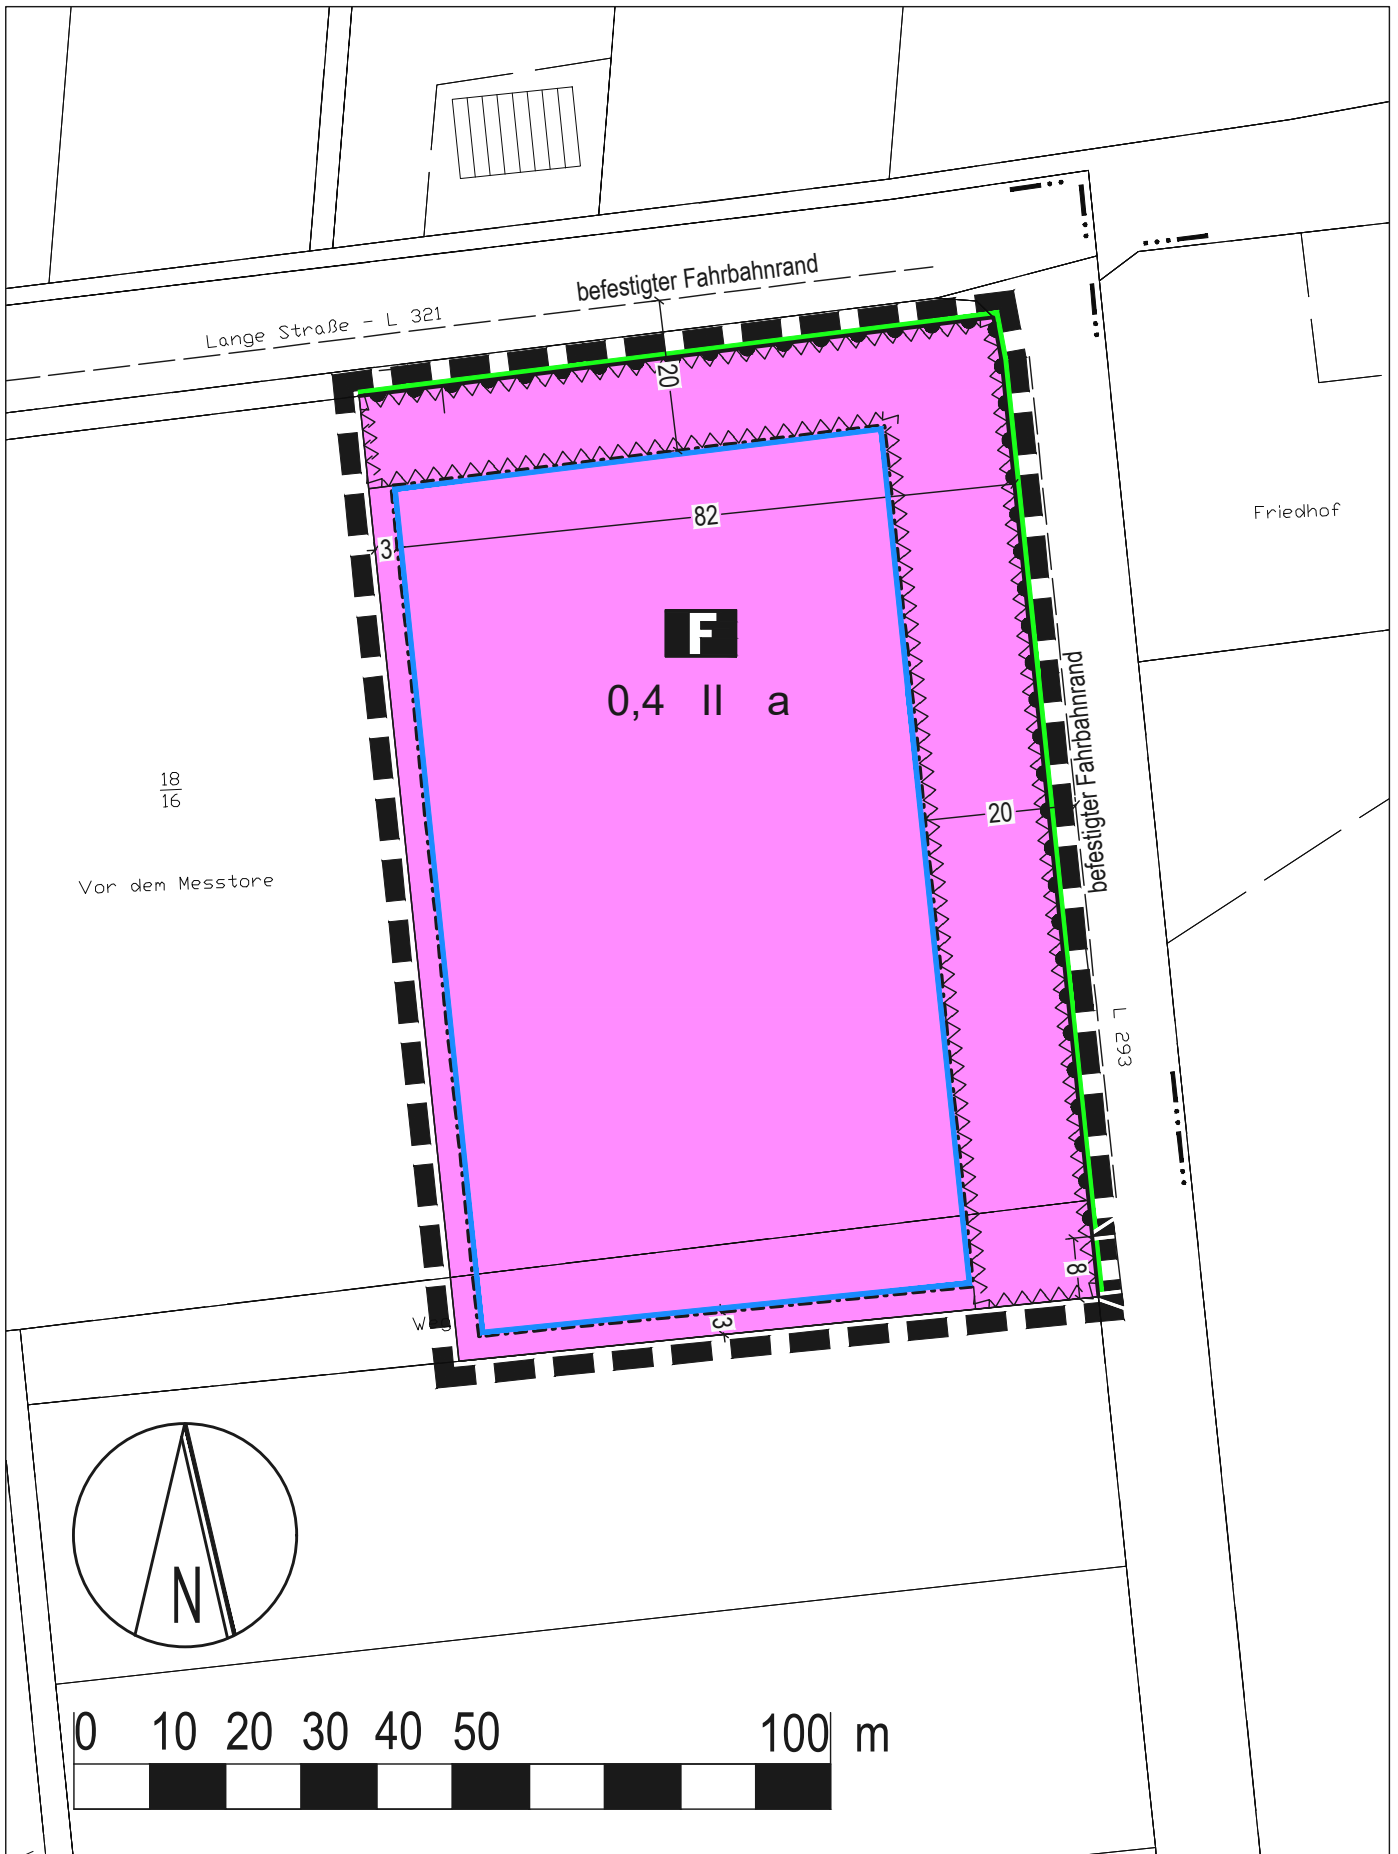 befestigter Fahrbahnrand
Lange Straße - L 321
20
82
3
Friedhof
F
0,4 II a
befestigter Fahrbahnrand
18
16
20
Vor dem Messtore
L 293
8
Weg
3
N
0 10 20 30 40 50 100 m